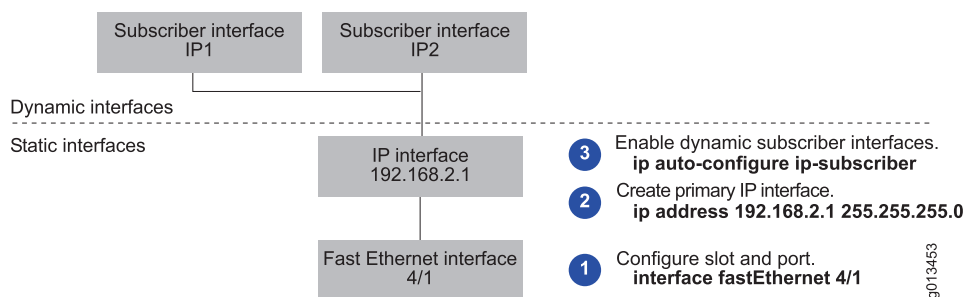 Subscriber interface
IP1
Subscriber interface
IP2
Dynamic interfaces
Static interfaces
IP interface
192.168.2.1
3
Enable dynamic subscriber interfaces.
ip auto-configure ip-subscriber
2
Create primary IP interface.
ip address 192.168.2.1 255.255.255.0
Fast Ethernet interface
4/1
1
Configure slot and port.
interface fastEthernet 4/1
g013453